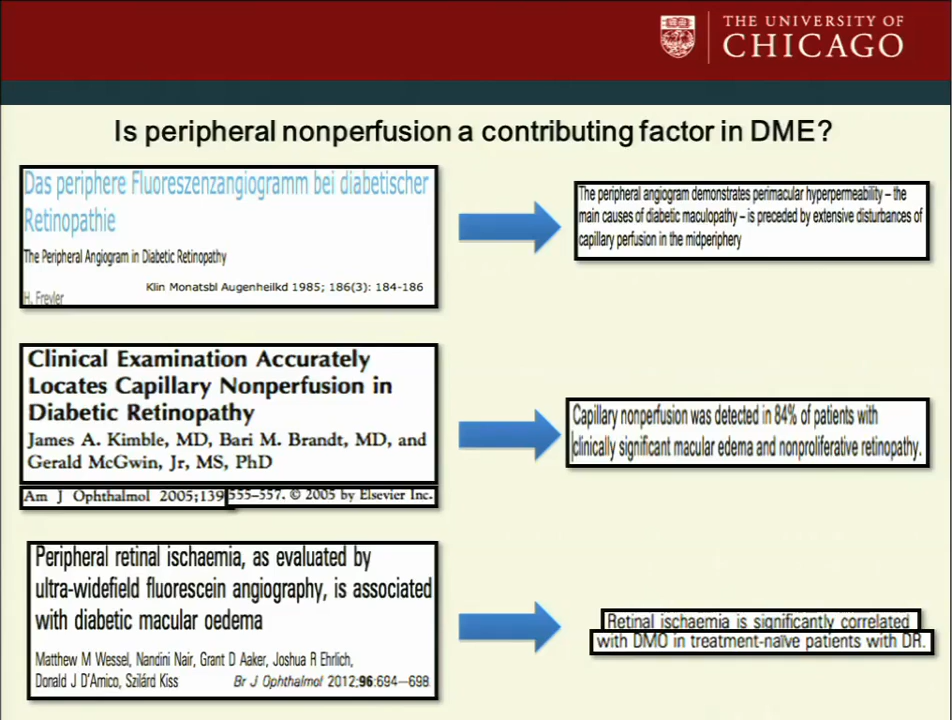 THE UNIVERSITY OF
CHICAGO
Is peripheral nonperfusion a contributing factor in DME?
Das periphere Fluoreszenzangiogramm bei diabetischer
Retinopathie
The Peripheral Angiogram in Diabetic Retinopathy
Klin Monatsbl Augenheilkd 1985; 186(3): 184-186
H.
The peripheral angiogram demonstrates perimacular hyperpermeability – the
main causes of diabetic maculopathy – is preceded by extensive disturbances of
capillary perfusion in the midperiphery
Clinical Examination Accurately
Locates Capillary Nonperfusion in
Diabetic Retinopathy
James A. Kimble, MD, Bari M. Brandt, MD, and
Gerald McGwin, Jr, MS, PhD
Am J Ophthalmol 2005;139 555–557. © 2005 by Elsevier Inc.
Capillary nonperfusion was detected in 84% of patients with
clinically significant macular edema and nonproliferative retinopathy.
Peripheral retinal ischaemia, as evaluated by
ultra-widefield fluorescein angiography, is associated
with diabetic macular oedema
Matthew M Wessel, Nandini Nair, Grant D Aaker, Joshua R Ehrlich,
Donald J D'Amico, Szilárd Kiss
Br J Ophthalmol 2012;96:694–698
Retinal ischaemia is significantly correlated
with DMO in treatment-naïve patients with DR.